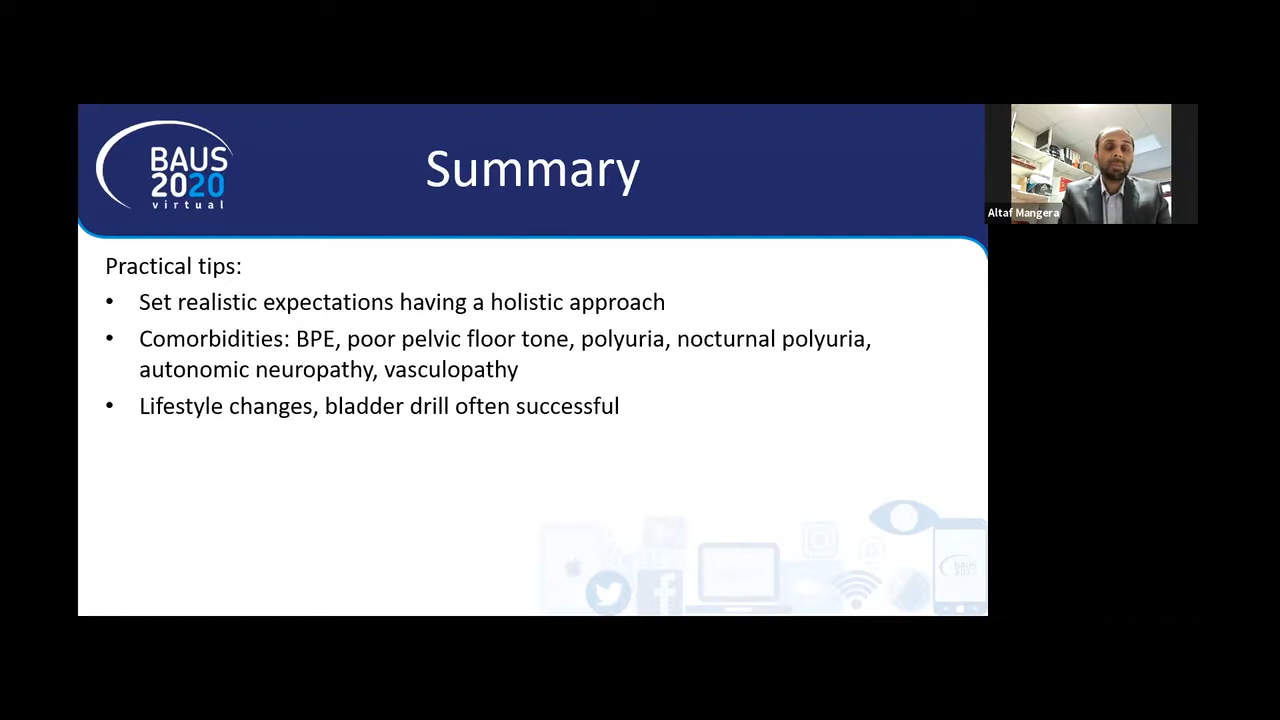 BAUS
2020
virtual
Summary
Altaf Mangera
Practical tips:
• Set realistic expectations having a holistic approach
• Comorbidities: BPE, poor pelvic floor tone, polyuria, nocturnal polyuria,
autonomic neuropathy, vasculopathy
• Lifestyle changes, bladder drill often successful